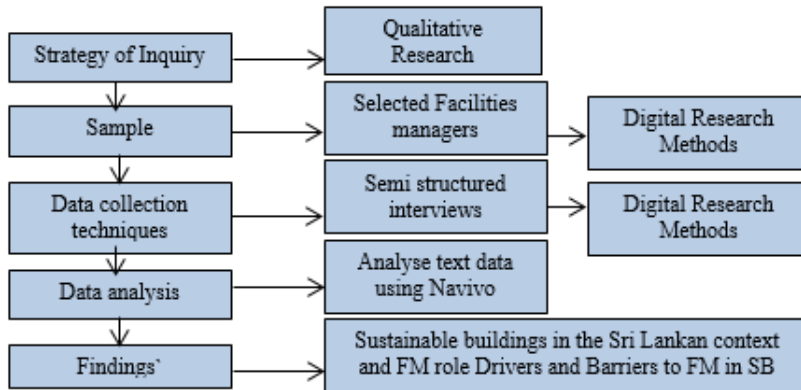 Strategy of Inquiry
Qualitative
Research
Sample
Selected Facilities
managers
Digital Research
Methods
Data collection
techniques
Semi structured
interviews
Digital Research
Methods
Data analysis
Analyse text data
using Navivo
Findings`
Sustainable buildings in the Sri Lankan context
and FM role Drivers and Barriers to FM in SB